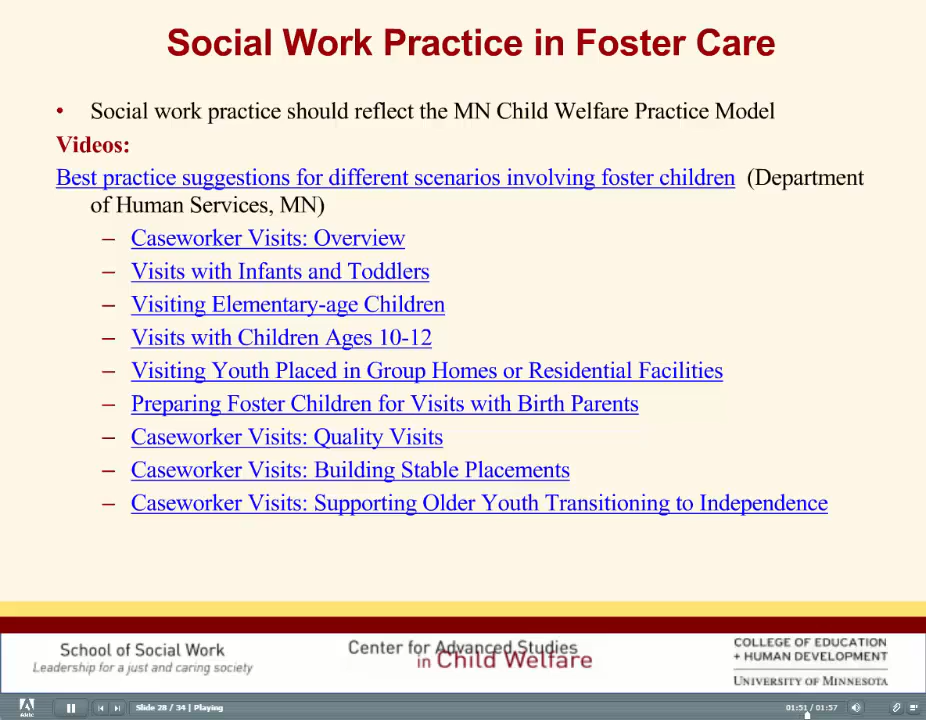 Social Work Practice in Foster Care
• Social work practice should reflect the MN Child Welfare Practice Model
Videos:
Best practice suggestions for different scenarios involving foster children (Department
of Human Services, MN)
– Caseworker Visits: Overview
– Visits with Infants and Toddlers
– Visiting Elementary-age Children
– Visits with Children Ages 10-12
– Visiting Youth Placed in Group Homes or Residential Facilities
– Preparing Foster Children for Visits with Birth Parents
– Caseworker Visits: Quality Visits
– Caseworker Visits: Building Stable Placements
– Caseworker Visits: Supporting Older Youth Transitioning to Independence
School of Social Work
Leadership for a just and caring society
Center for Advanced Studies
in Child Welfare
COLLEGE OF EDUCATION
+ HUMAN DEVELOPMENT
UNIVERSITY OF MINNESOTA
Slide 28 / 34 | Playing
01:51 / 01:57